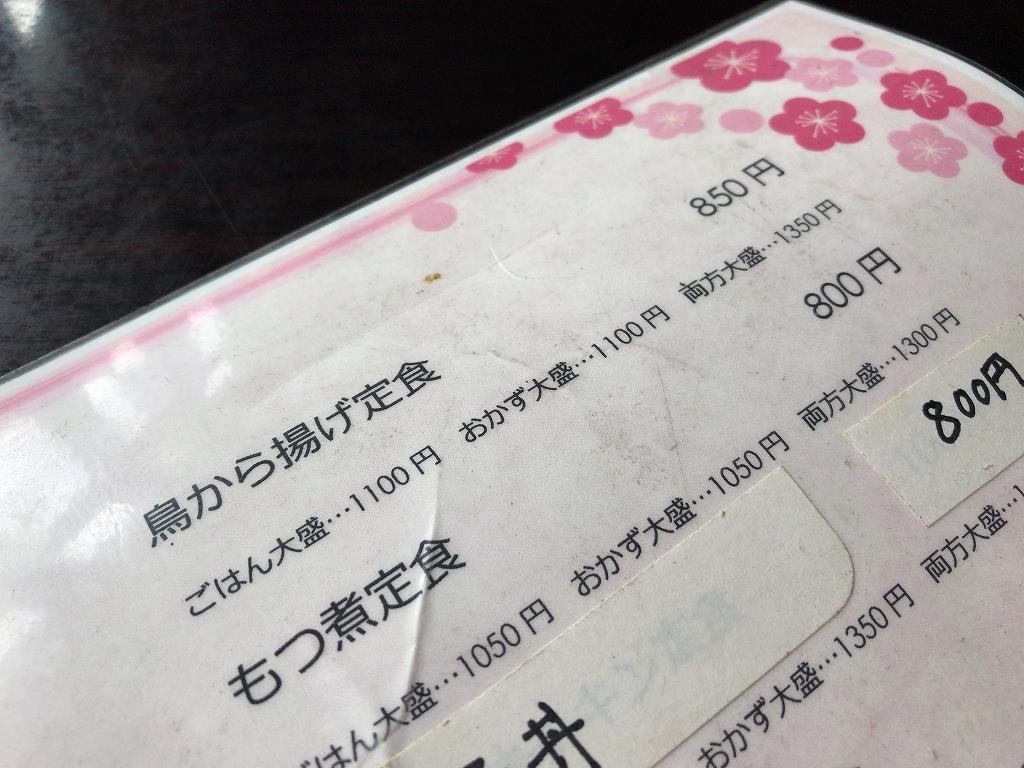 鳥から揚げ定食 850円
ごはん大盛…1100円 おかず大盛…1100円 両方大盛…1350円
もつ煮定食 800円
ごはん大盛…1050円 おかず大盛…1050円 両方大盛…1300円
丼 800円
おかず大盛…1350円 両方大盛…1